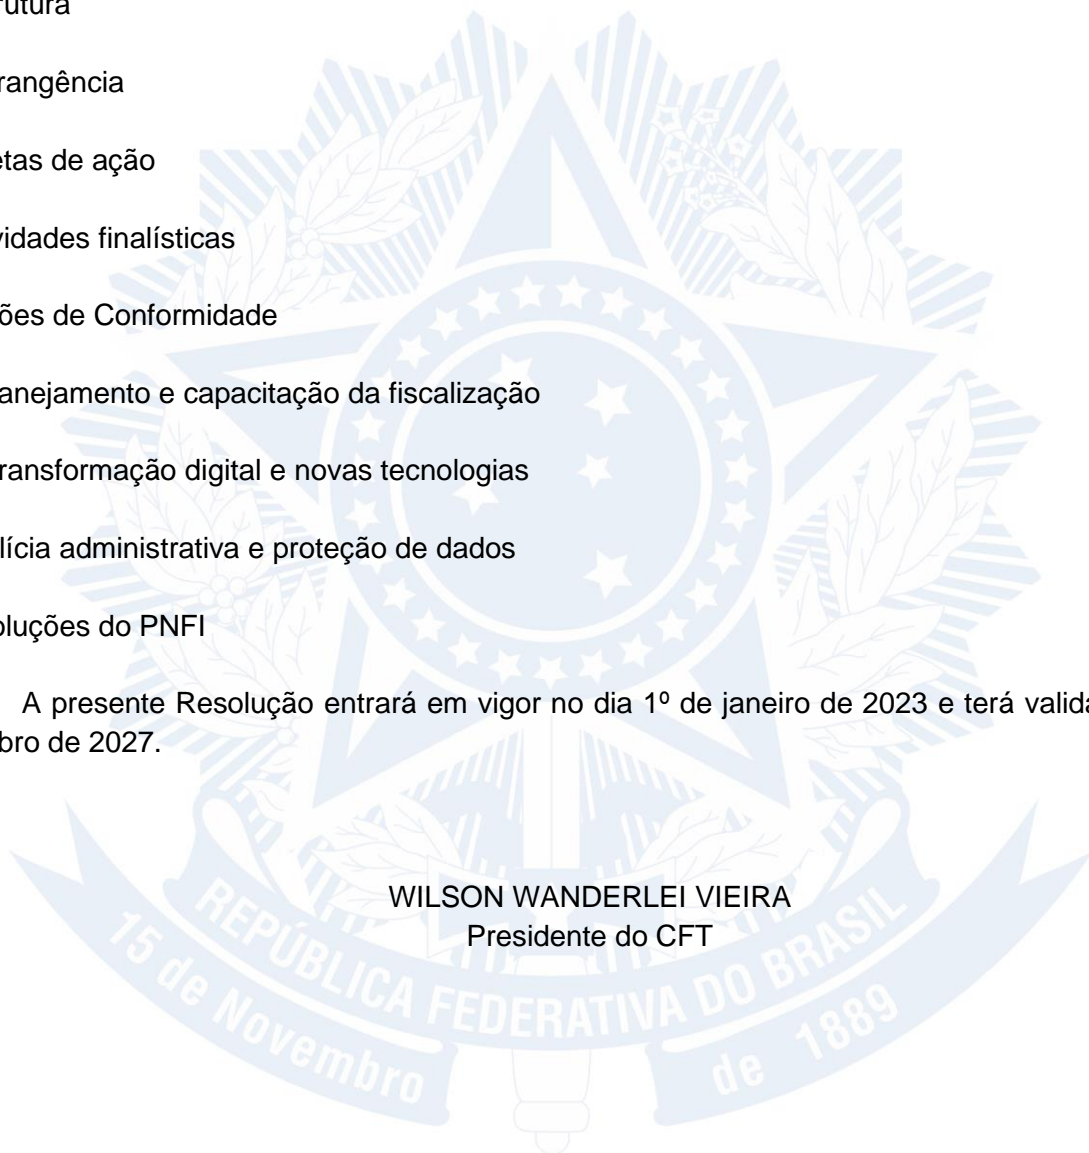 rutura
rangência
etas de ação
vidades finalísticas
ões de Conformidade
anejamento e capacitação da fiscalização
ransformação digital e novas tecnologias
lícia administrativa e proteção de dados
oluções do PNFI
A presente Resolução entrará em vigor no dia 1º de janeiro de 2023 e terá valida
bro de 2027.
WILSON WANDERLEI VIEIRA
Presidente do CFT
REPÚBLICA FEDERATIVA DO BRASIL
15 de Novembro de 1889